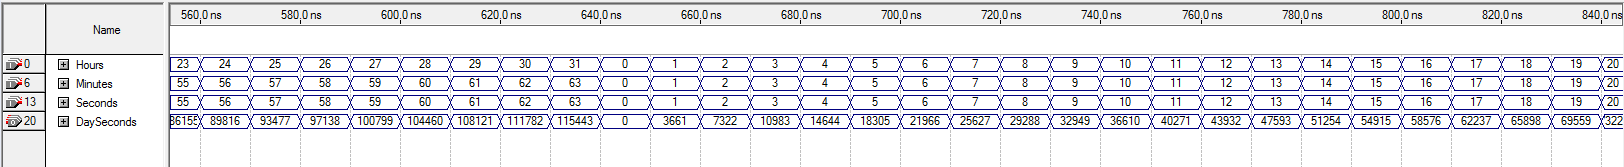 560,0 ns 580,0 ns 600,0 ns 620,0 ns 640,0 ns 660,0 ns 680,0 ns 700,0 ns 720,0 ns 740,0 ns 760,0 ns 780,0 ns 800,0 ns 820,0 ns 840,0 ns
Name
0 Hours 23 24 25 26 27 28 29 30 31 0 1 2 3 4 5 6 7 8 9 10 11 12 13 14 15 16 17 18 19 20
6 Minutes 55 56 57 58 59 60 61 62 63 0 1 2 3 4 5 6 7 8 9 10 11 12 13 14 15 16 17 18 19 20
13 Seconds 55 56 57 58 59 60 61 62 63 0 1 2 3 4 5 6 7 8 9 10 11 12 13 14 15 16 17 18 19 20
20 DaySeconds 86155 89816 93477 97138 100799 104460 108121 111782 115443 0 3661 7322 10983 14644 18305 21966 25627 29288 32949 36610 40271 43932 47593 51254 54915 58576 62237 65898 69559 322